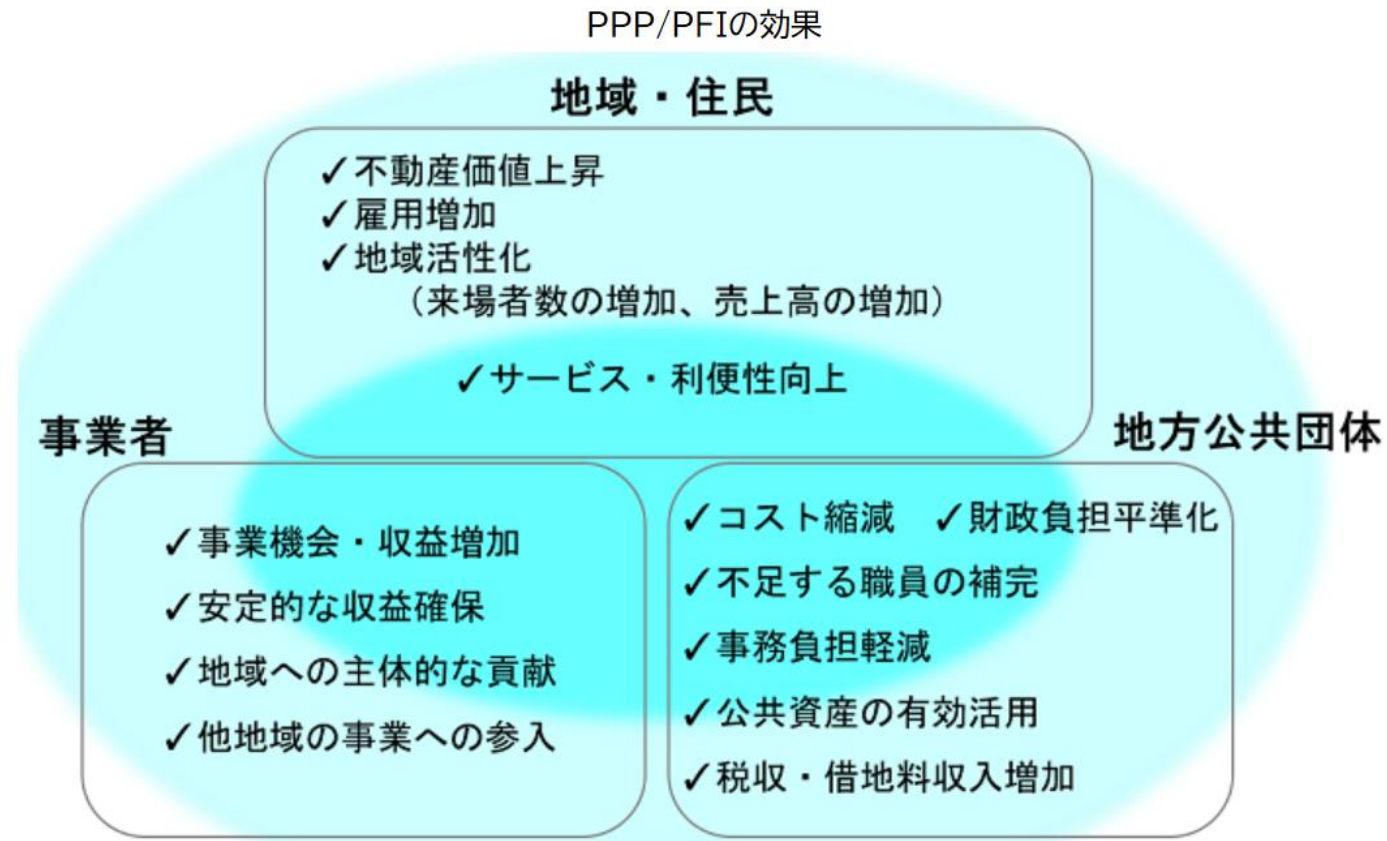 PPP/PFIの効果
地域・住民
✓不動産価値上昇
✓雇用増加
✓地域活性化
（来場者数の増加、売上高の増加）
✓サービス・利便性向上
事業者
✓事業機会・収益増加
✓安定的な収益確保
✓地域への主体的な貢献
✓他地域の事業への参入
地方公共団体
✓コスト縮減 ✓財政負担平準化
✓不足する職員の補完
✓事務負担軽減
✓公共資産の有効活用
✓税収・借地料収入増加